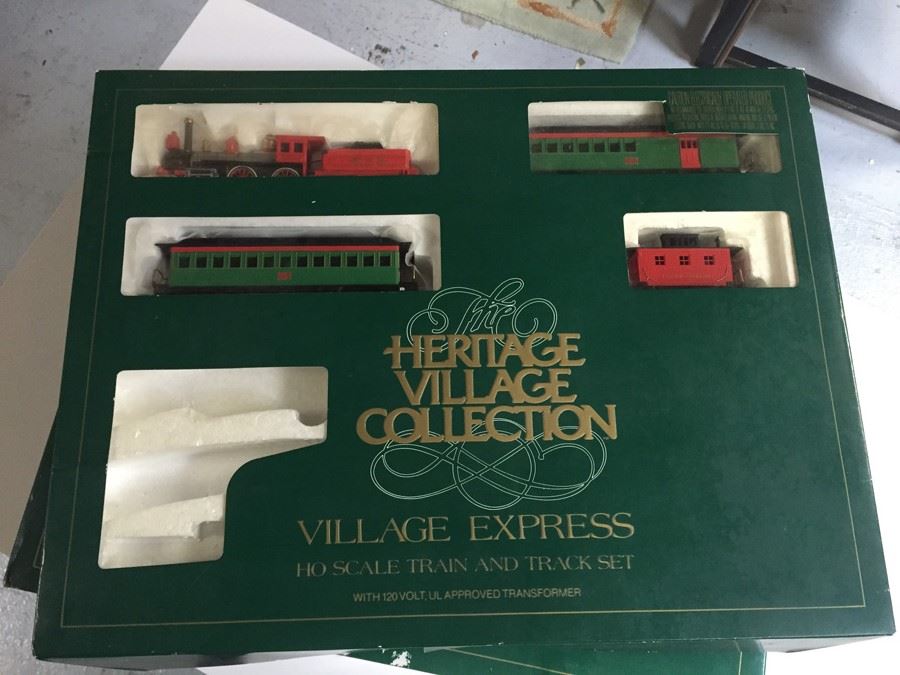 The
HERITAGE
VILLAGE
COLLECTION
VILLAGE EXPRESS
HO SCALE TRAIN AND TRACK SET
WITH 120 VOLT, UL APPROVED TRANSFORMER